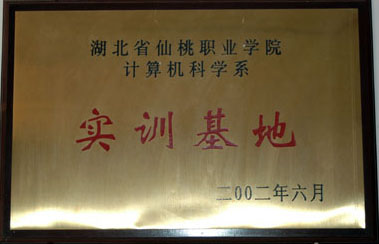 湖北省仙桃职业学院
计算机科学系
实训基地
二00二年六月